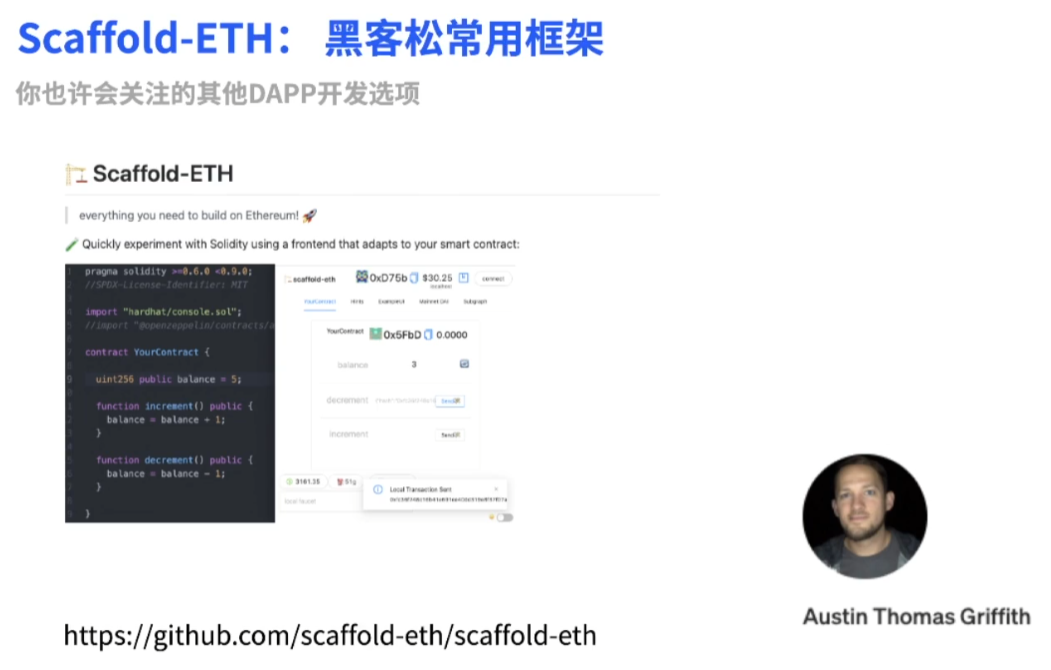 Scaffold-ETH： 黑客松常用框架
你也许会关注的其他DAPP开发选项
Scaffold-ETH
everything you need to build on Ethereum! 🚀
Quickly experiment with Solidity using a frontend that adapts to your smart contract:
pragma solidity >=0.6.0 <0.9.0;
//SPDX-License-Identifier: MIT
import "hardhat/console.sol";
//import "@openzeppelin/contracts/a
contract YourContract {
uint256 public balance = 5;
function increment() public {
balance = balance + 1;
}
function decrement() public {
balance = balance - 1;
}
}
scaffold-eth
0xD75b $30.25 connect
localhost
YourContract Hints ExampleUI Mainnet DAI Subgraph
YourContract 0x5FbD 0.0000
balance 3
decrement Send
increment Send
3161.35 51g
local faucet
Local Transaction Sent
Austin Thomas Griffith
https://github.com/scaffold-eth/scaffold-eth